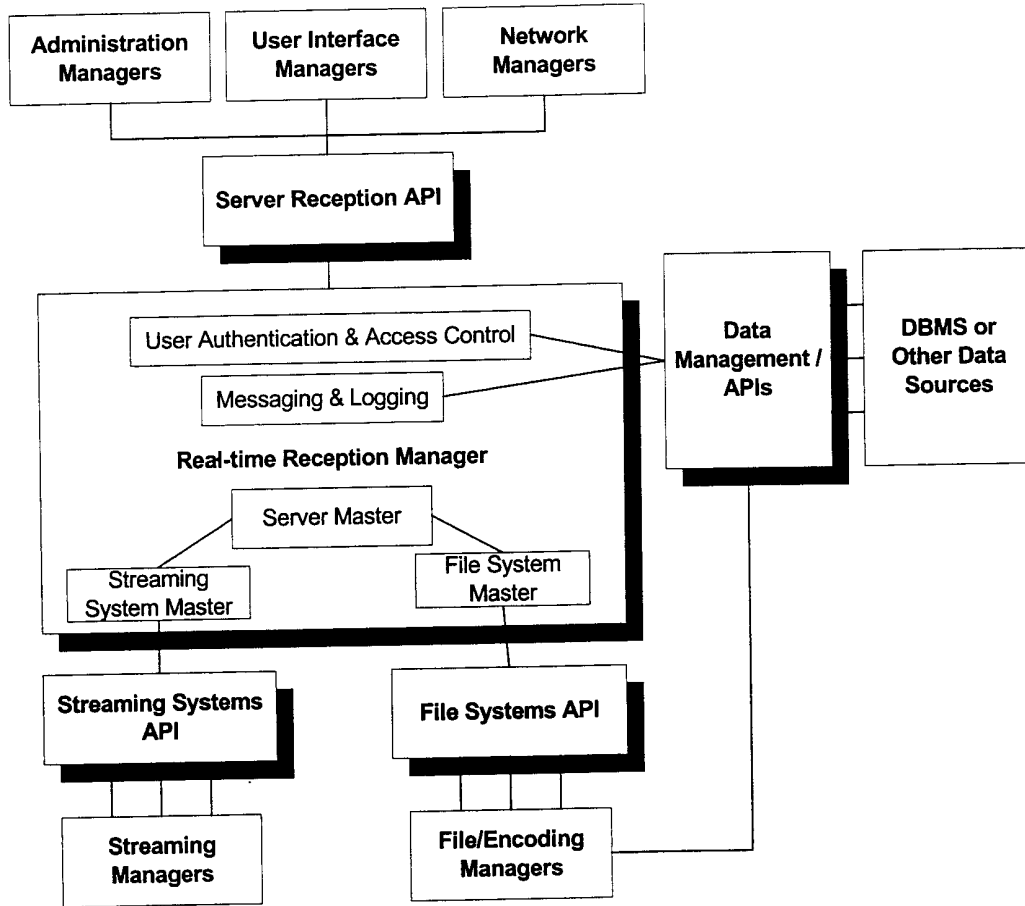 Administration
Managers
User Interface
Managers
Network
Managers
Server Reception API
User Authentication & Access Control
Messaging & Logging
Real-time Reception Manager
Server Master
Streaming
System Master
File System
Master
Data
Management /
APIs
DBMS or
Other Data
Sources
Streaming Systems
API
File Systems API
Streaming
Managers
File/Encoding
Managers